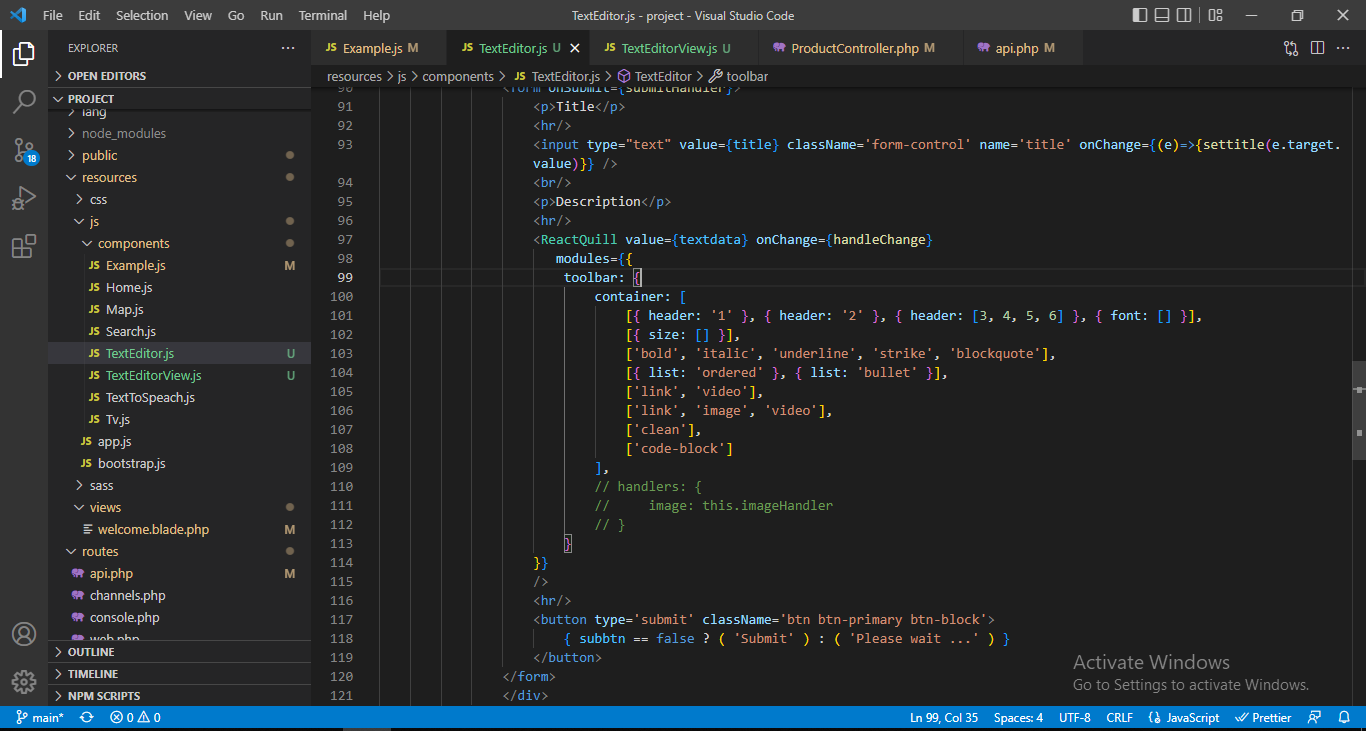 File Edit Selection View Go Run Terminal Help TextEditor.js - project - Visual Studio Code
EXPLORER
OPEN EDITORS
PROJECT
lang
node_modules
public
resources
css
js
components
Example.js M
Home.js
Map.js
Search.js
TextEditor.js U
TextEditorView.js U
TextToSpeach.js
Tv.js
app.js
bootstrap.js
sass
views
welcome.blade.php M
routes
api.php M
channels.php
console.php
web.php
OUTLINE
TIMELINE
NPM SCRIPTS
18
JS Example.js M JS TextEditor.js U JS TextEditorView.js U ProductController.php M api.php M
resources > js > components > JS TextEditor.js > TextEditor > toolbar
90 <form onSubmit={submitHandler}>
91 <p>Title</p>
92 <hr/>
93 <input type="text" value={title} className='form-control' name='title' onChange={(e)=>{settitle(e.target.
value)}} />
94 <br/>
95 <p>Description</p>
96 <hr/>
97 <ReactQuill value={textdata} onChange={handleChange}
98 modules={{
99 toolbar: {
100 container: [
101 [{ header: '1' }, { header: '2' }, { header: [3, 4, 5, 6] }, { font: [] }],
102 [{ size: [] }],
103 ['bold', 'italic', 'underline', 'strike', 'blockquote'],
104 [{ list: 'ordered' }, { list: 'bullet' }],
105 ['link', 'video'],
106 ['link', 'image', 'video'],
107 ['clean'],
108 ['code-block']
109 ],
110 // handlers: {
111 // image: this.imageHandler
112 // }
113 }
114 }}
115 />
116 <hr/>
117 <button type='submit' className='btn btn-primary btn-block'>
118 { subbtn == false ? ( 'Submit' ) : ( 'Please wait ...' ) }
119 </button>
120 </form>
121 </div>
Activate Windows
Go to Settings to activate Windows.
main* 0 0 Ln 99, Col 35 Spaces: 4 UTF-8 CRLF JavaScript Prettier